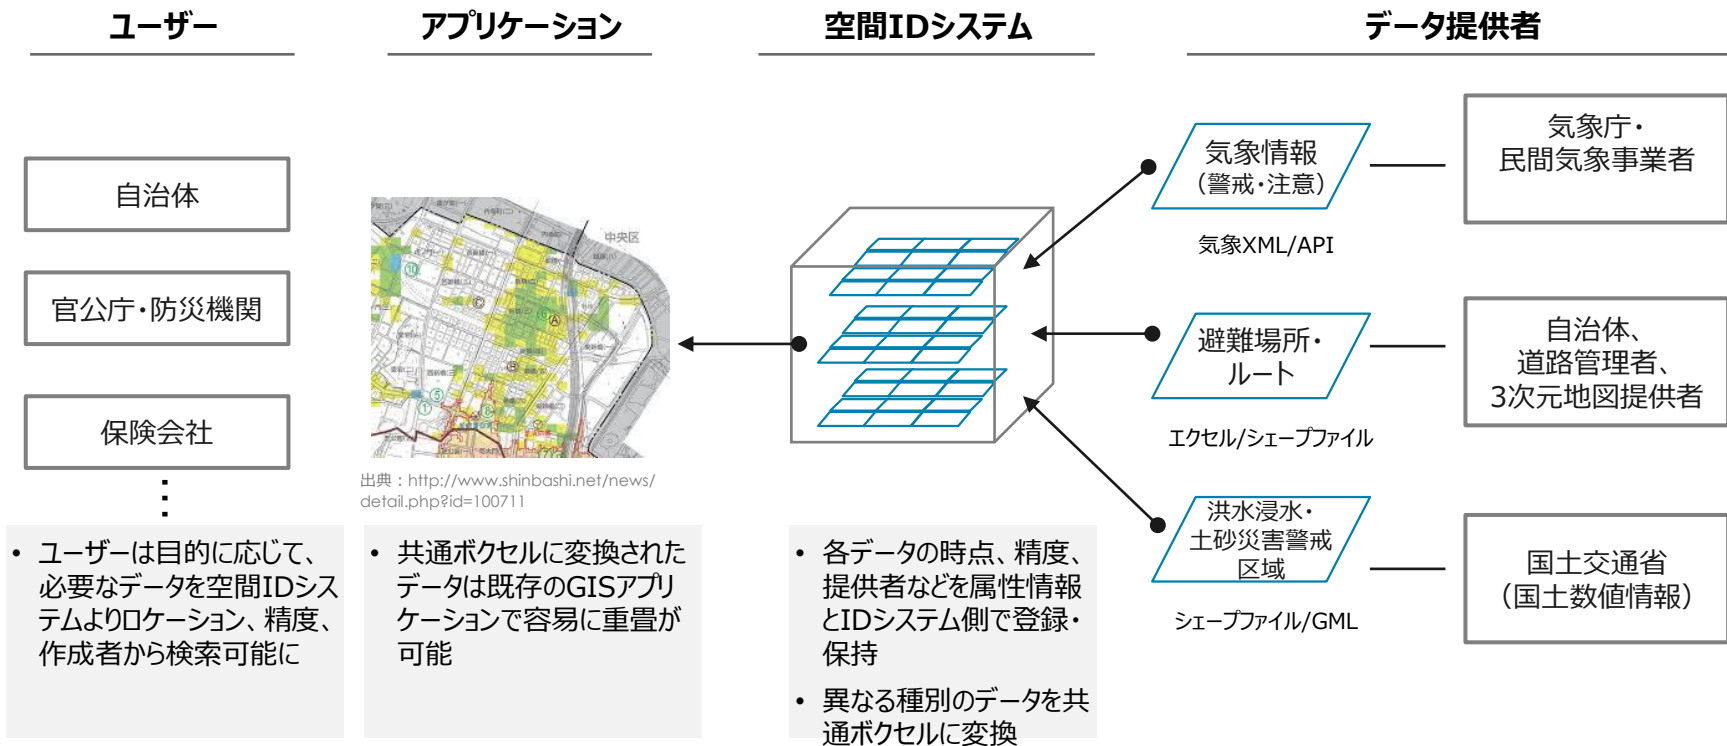 ユーザー
アプリケーション
空間IDシステム
データ提供者
自治体
官公庁・防災機関
保険会社
⋮
中央区
出典：http://www.shinbashi.net/news/
detail.php?id=100711
気象情報
（警戒・注意）
気象XML/API
気象庁・
民間気象事業者
避難場所・
ルート
エクセル/シェープファイル
自治体、
道路管理者、
3次元地図提供者
洪水浸水・
土砂災害警戒
区域
シェープファイル/GML
国土交通省
（国土数値情報）
• ユーザーは目的に応じて、
必要なデータを空間IDシス
テムよりロケーション、精度、
作成者から検索可能に
• 共通ボクセルに変換された
データは既存のGISアプリ
ケーションで容易に重畳が
可能
• 各データの時点、精度、
提供者などを属性情報
とIDシステム側で登録・
保持
• 異なる種別のデータを共
通ボクセルに変換